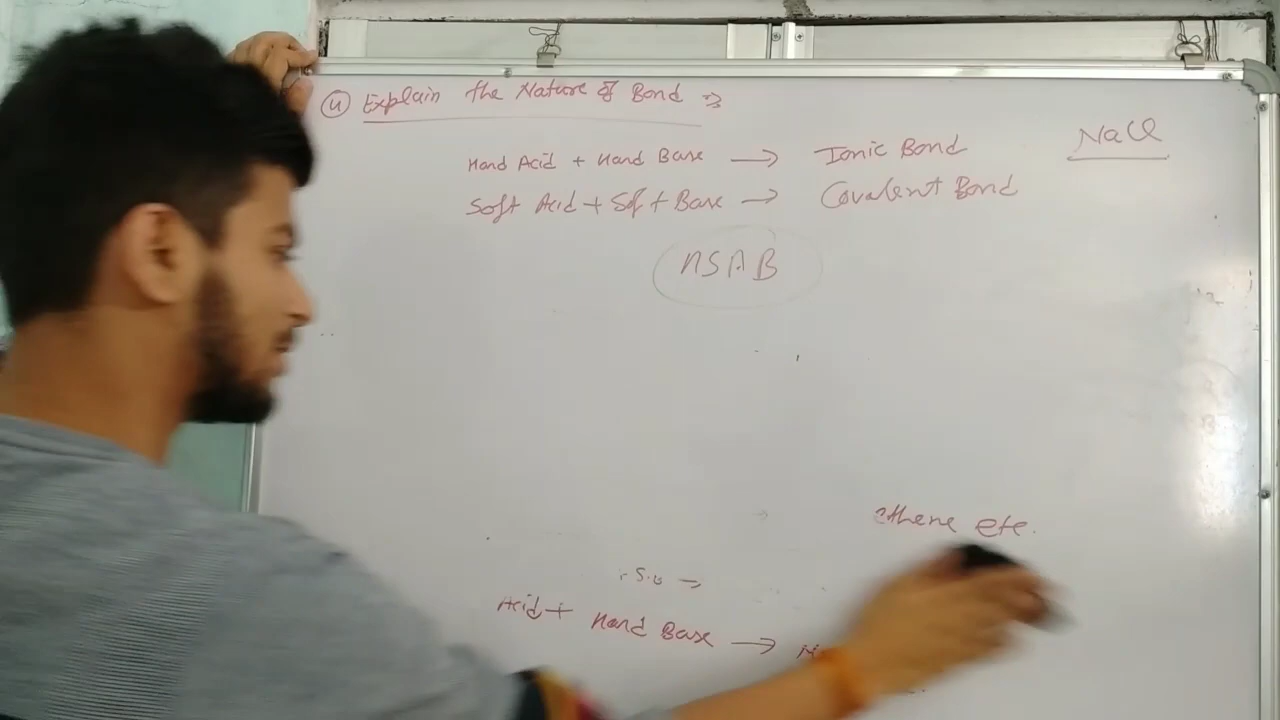 (4) Explain the Nature of Bond ⇒
Hard Acid + Hard Base → Ionic Bond
NaCl
Soft Acid + Soft Base → Covalent Bond
HSAB
ethene etc.
Acid + Hard Base →